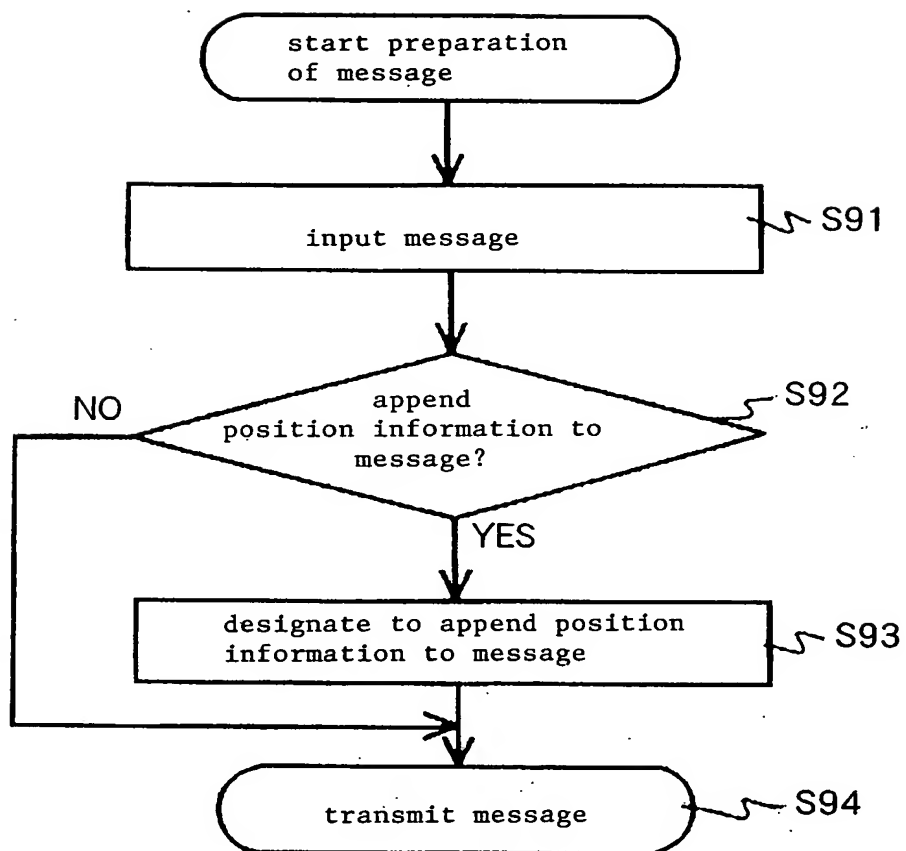 start preparation
of message
input message
S91
append
position information to
message?
S92
NO
YES
designate to append position
information to message
S93
transmit message
S94